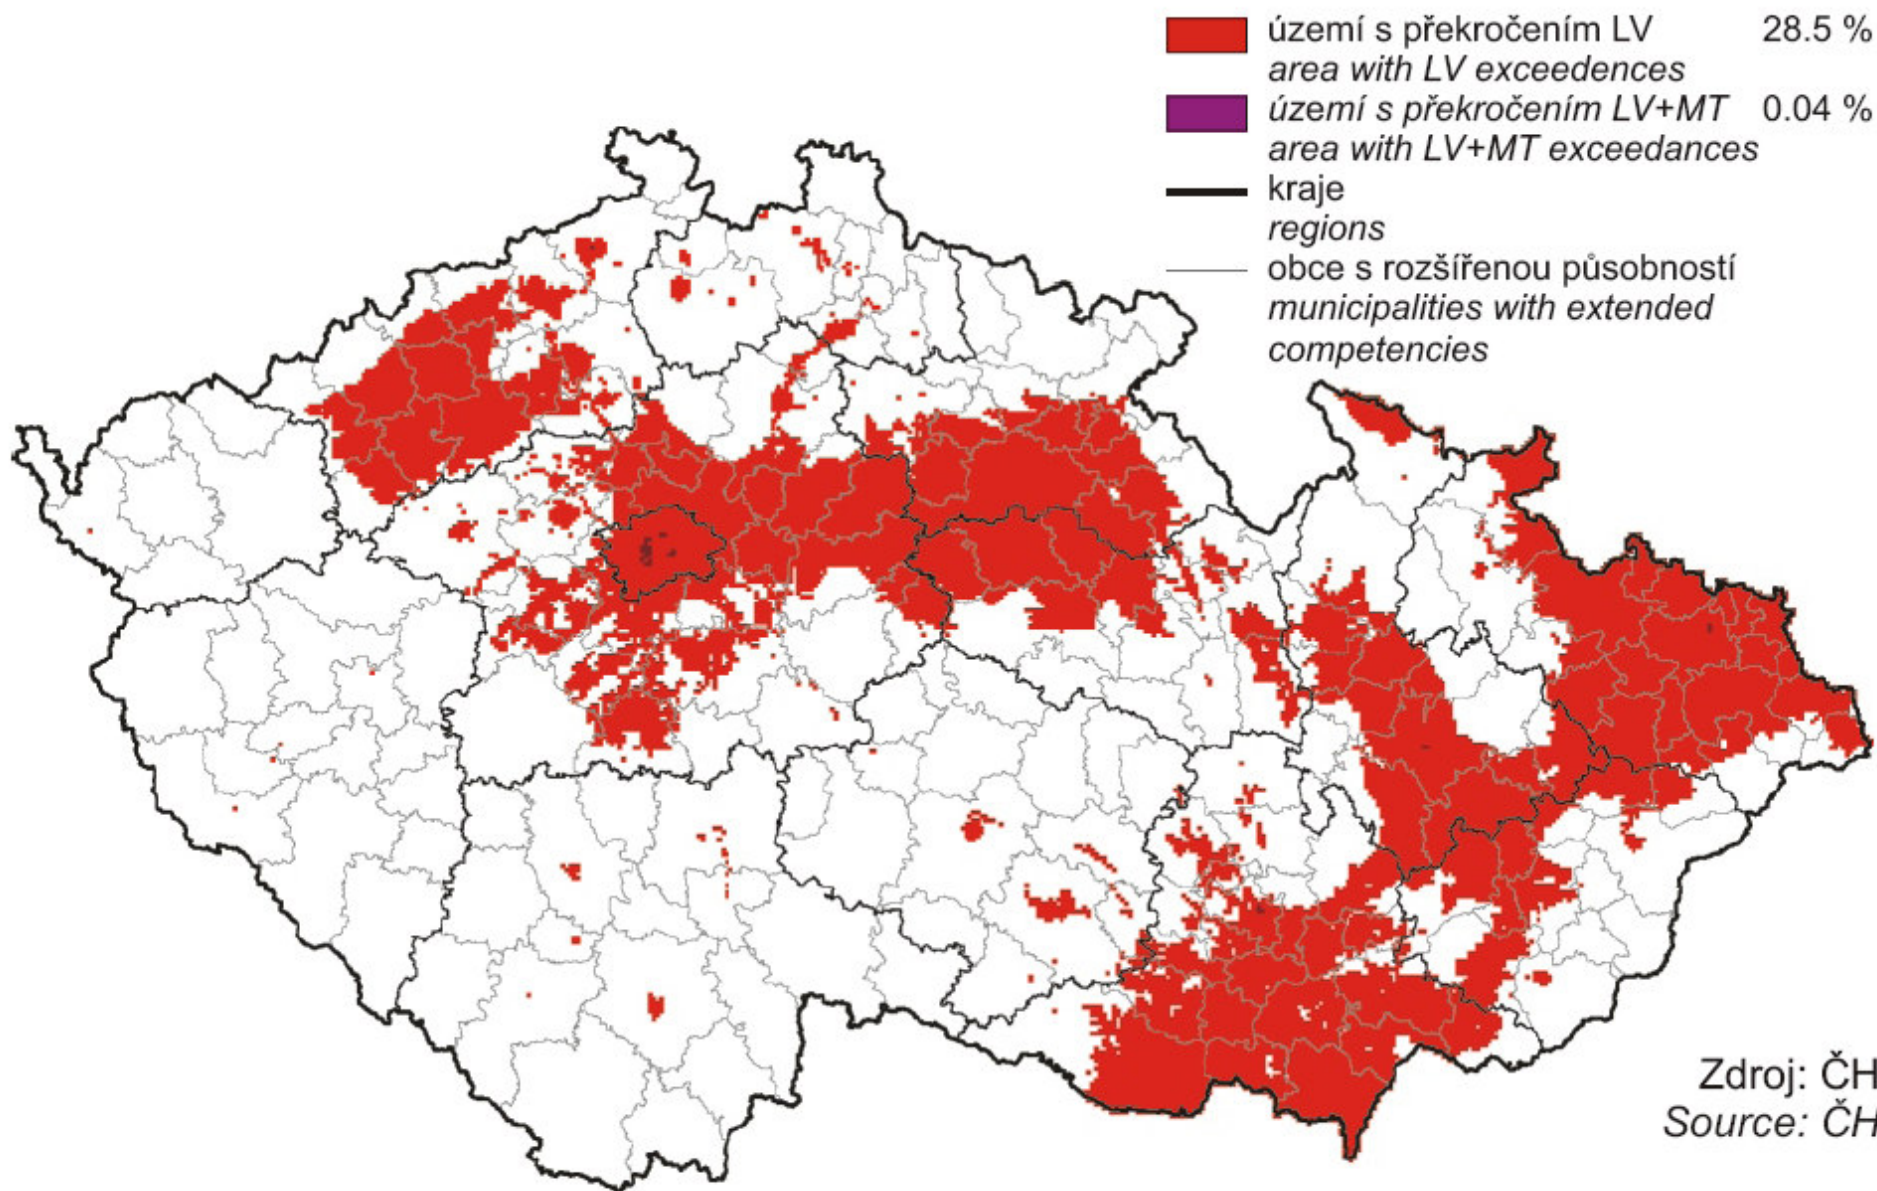 území s překročením LV 28.5 %
area with LV exceedences
území s překročením LV+MT 0.04 %
area with LV+MT exceedances
kraje
regions
obce s rozšířenou působností
municipalities with extended
competencies
Zdroj: ČH
Source: ČH